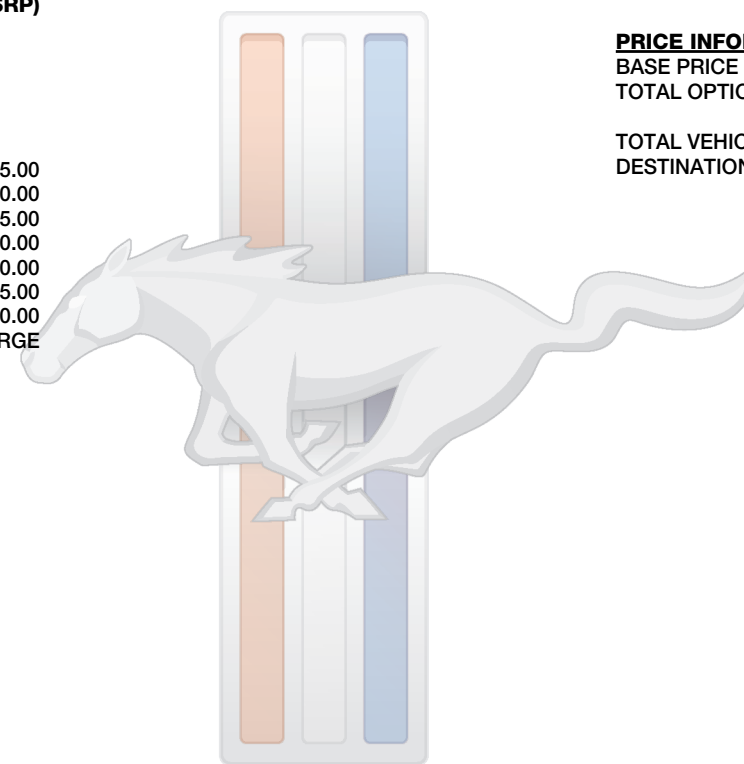 SRP)
5.00
0.00
5.00
0.00
0.00
5.00
0.00
RGE
PRICE INFO
BASE PRICE
TOTAL OPTIO
TOTAL VEHIC
DESTINATION